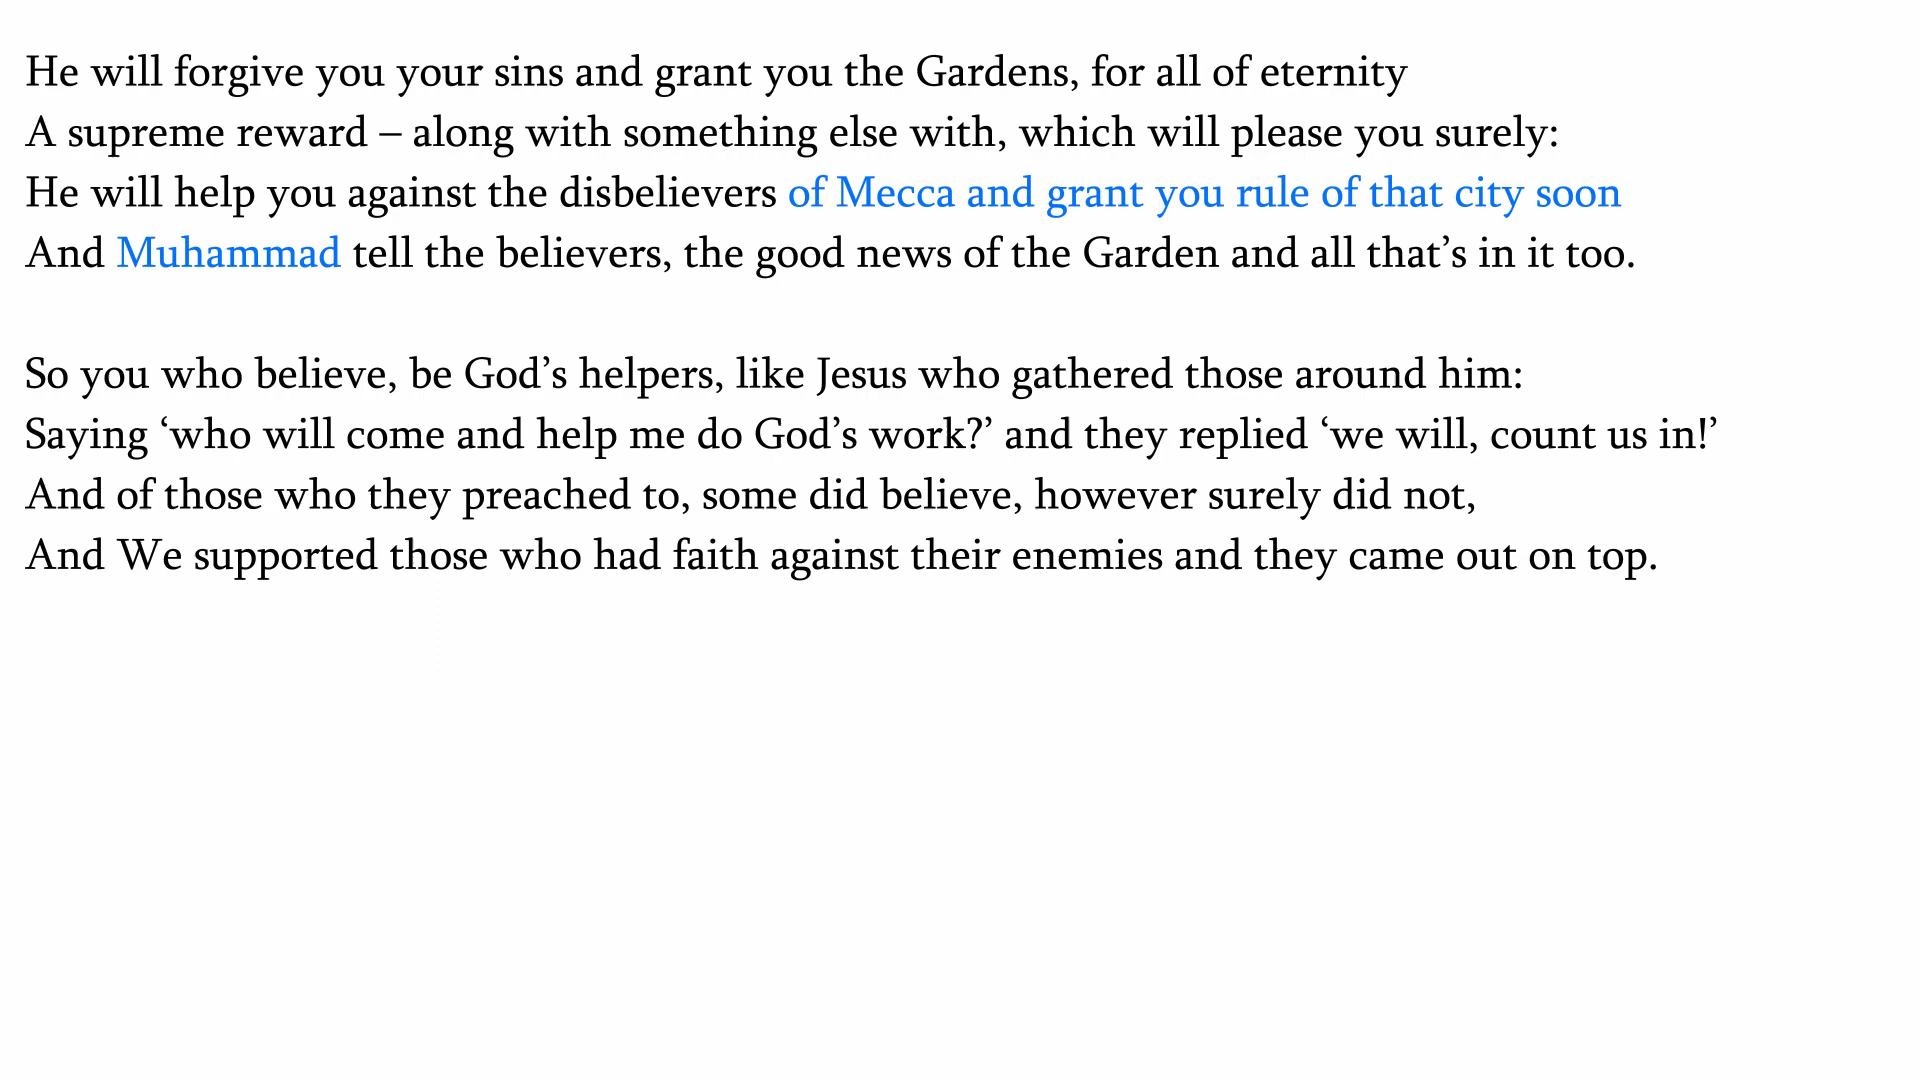 He will forgive you your sins and grant you the Gardens, for all of eternity
A supreme reward – along with something else with, which will please you surely:
He will help you against the disbelievers of Mecca and grant you rule of that city soon
And Muhammad tell the believers, the good news of the Garden and all that’s in it too.
So you who believe, be God’s helpers, like Jesus who gathered those around him:
Saying ‘who will come and help me do God’s work?’ and they replied ‘we will, count us in!’
And of those who they preached to, some did believe, however surely did not,
And We supported those who had faith against their enemies and they came out on top.